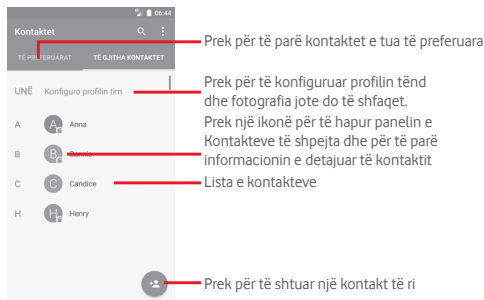 06:44
Kontaktet
TË PREFERUARAT TË GJITHA KONTAKTET
Prek për të parë kontaktet e tua të preferuara
UNË Konfiguro profilin tim
Prek për të konfiguruar profilin tënd
dhe fotografia jote do të shfaqet.
A A Anna
Prek një ikonë për të hapur panelin e
Kontakteve të shpejta dhe për të parë
informacionin e detajuar të kontaktit
B B
C C Candice
Lista e kontakteve
H H Henry
Prek për të shtuar një kontakt të ri